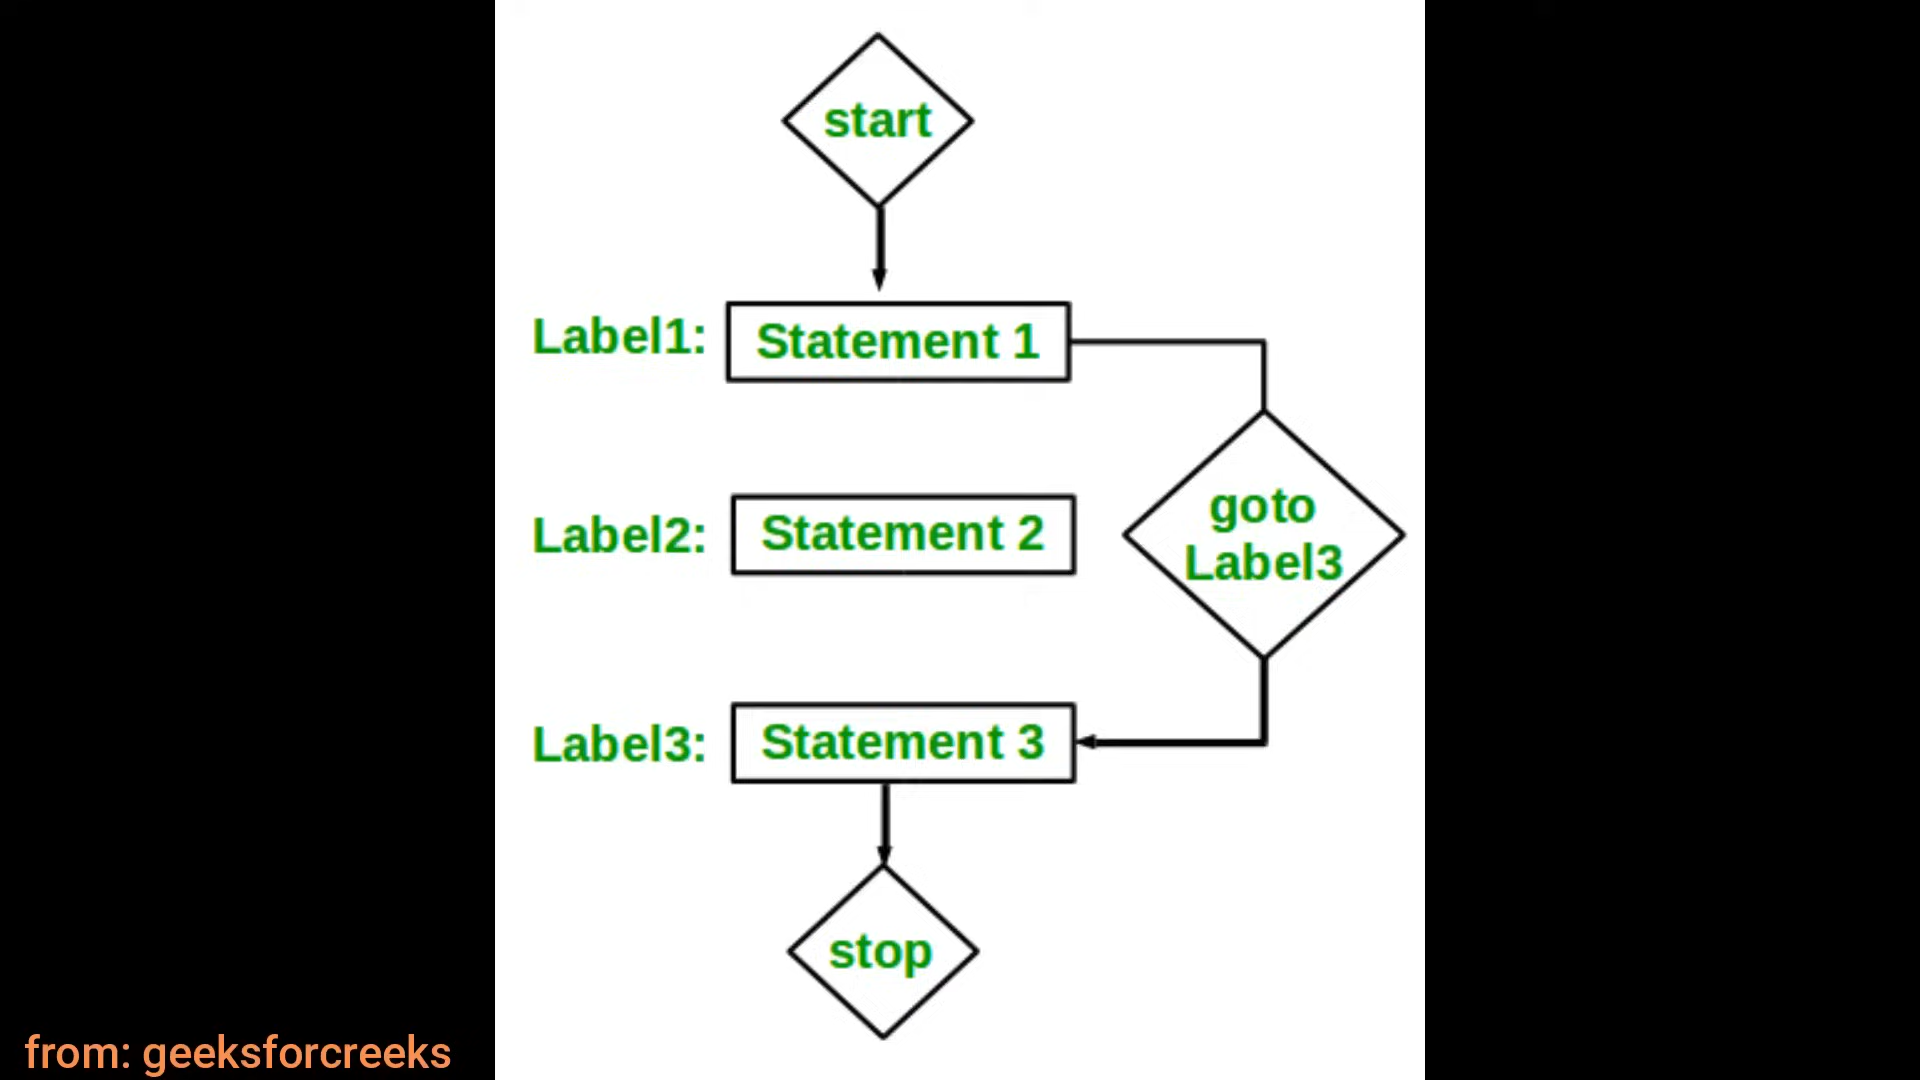 start
Label1: Statement 1
goto
Label2: Statement 2
Label3
Label3: Statement 3
stop
from: geeksforcreeks